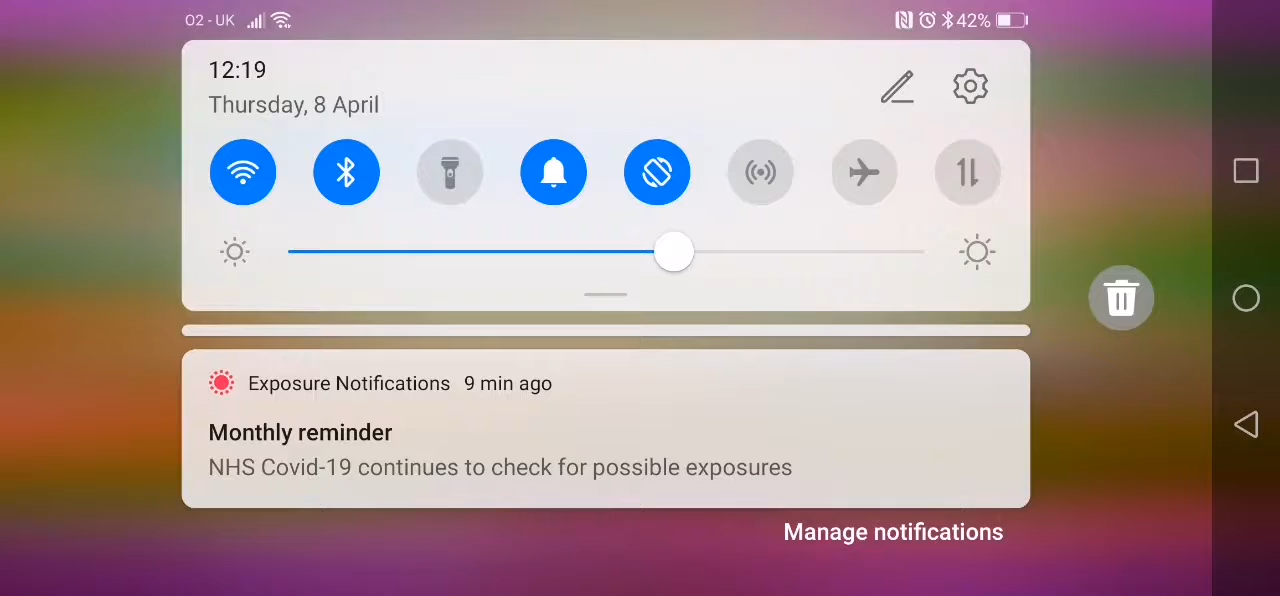 O2 - UK 42%
12:19
Thursday, 8 April
Exposure Notifications 9 min ago
Monthly reminder
NHS Covid-19 continues to check for possible exposures
Manage notifications